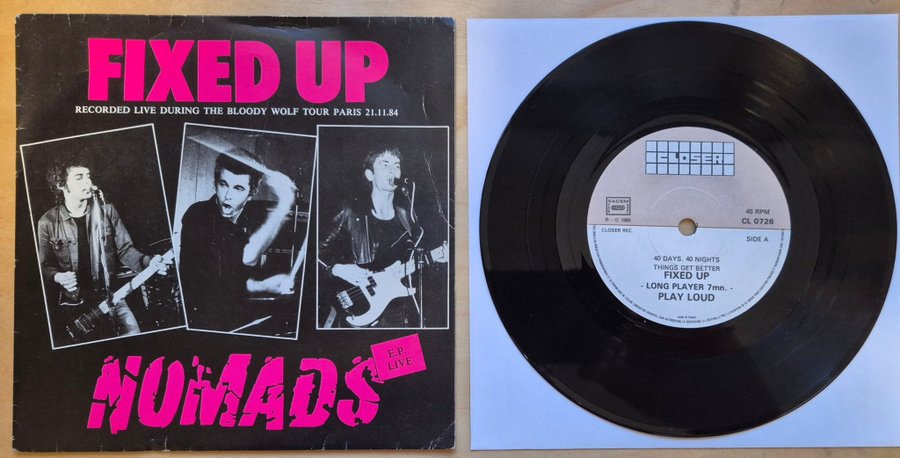 FIXED UP
RECORDED LIVE DURING THE BLOODY WOLF TOUR PARIS 21.11.84
E.P.
LIVE
NOMADS
CLOSER
SACEM
℗ - © 1985
45 RPM
CL 0726
CLOSER REC.
SIDE A
40 DAYS. 40 NIGHTS
THINGS GET BETTER
FIXED UP
- LONG PLAYER 7mn. -
PLAY LOUD